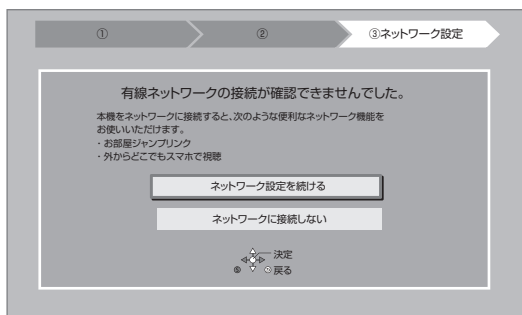 ①
②
③ネットワーク設定
有線ネットワークの接続が確認できませんでした。
本機をネットワークに接続すると、次のような便利なネットワーク機能を
お使いいただけます。
・お部屋ジャンプリンク
・外からどこでもスマホで視聴
ネットワーク設定を続ける
ネットワークに接続しない
決定
戻る